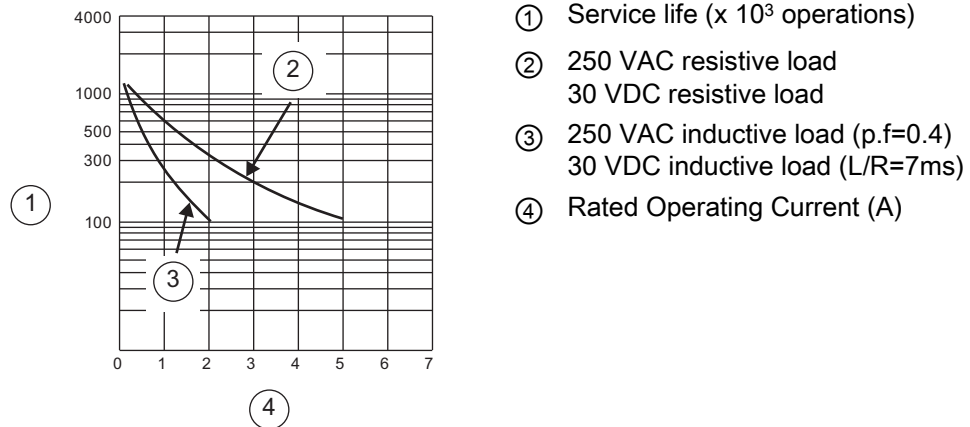 4000
1000
500
300
100
0 1 2 3 4 5 6 7
1
2
3
4
① Service life (x 10³ operations)
② 250 VAC resistive load
30 VDC resistive load
③ 250 VAC inductive load (p.f=0.4)
30 VDC inductive load (L/R=7ms)
④ Rated Operating Current (A)